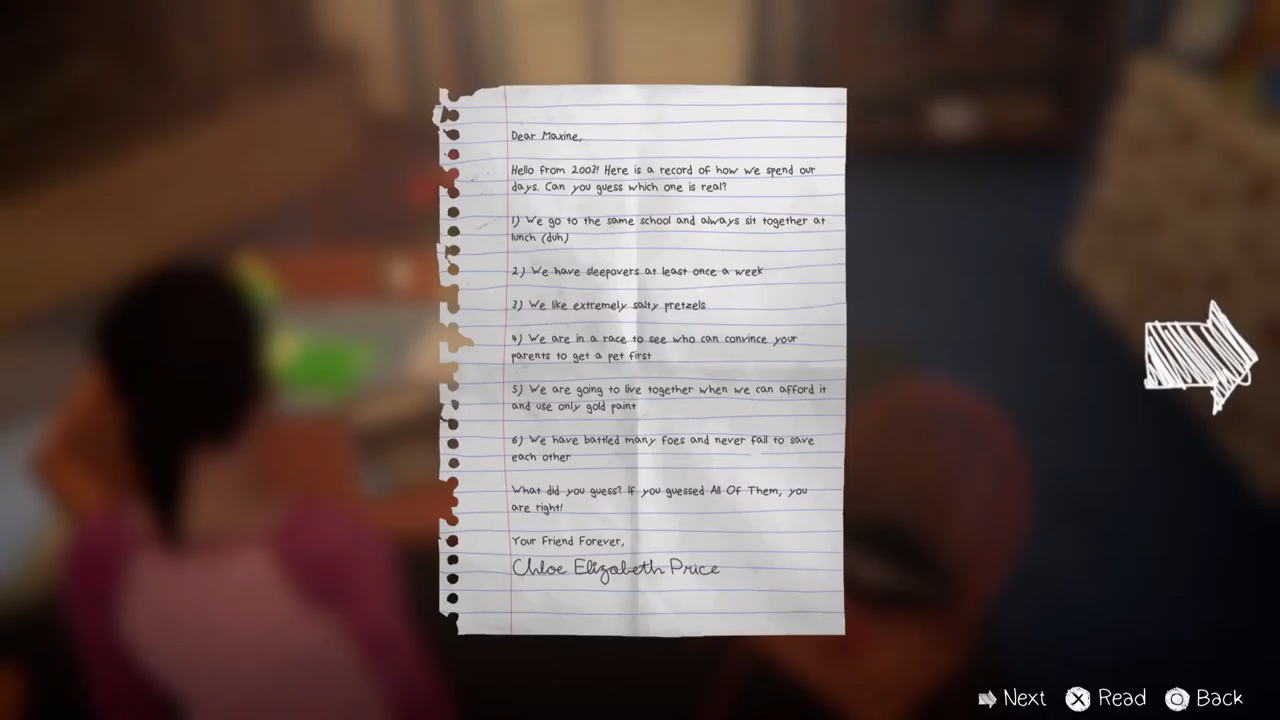 Dear Maxine,
Hello from 2003! Here is a record of how we spend our
days. Can you guess which one is real?
1) We go to the same school and always sit together at
lunch (duh)
2) We have sleepovers at least once a week
3) We like extremely salty pretzels
4) We are in a race to see who can convince your
parents to get a pet first
5) We are going to live together when we can afford it
and use only gold paint
6) We have battled many foes and never fail to save
each other
What did you guess? If you guessed All Of Them, you
are right!
Your Friend Forever,
Chloe Elizabeth Price
Next X Read Back